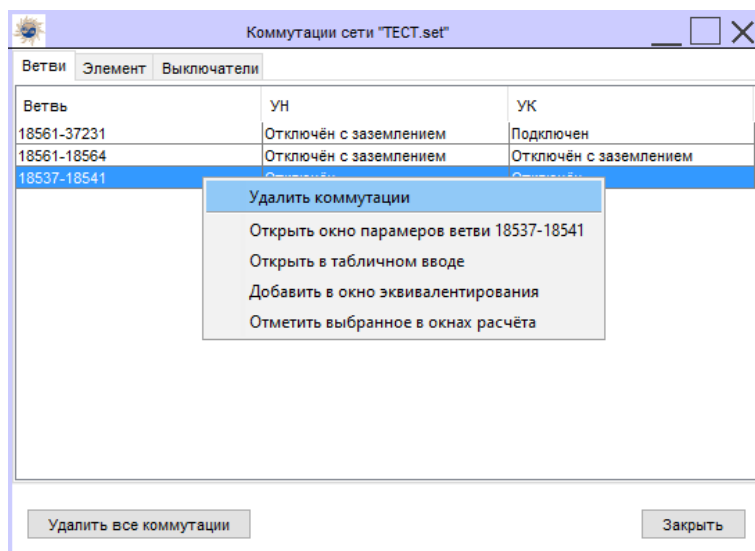 Коммутации сети "ТЕСТ.set"
Ветви Элемент Выключатели
Ветвь УН УК
18561-37231 Отключён с заземлением Подключен
18561-18564 Отключён с заземлением Отключён с заземлением
18537-18541
Удалить коммутации
Открыть окно парамеров ветви 18537-18541
Открыть в табличном вводе
Добавить в окно эквивалентирования
Отметить выбранное в окнах расчёта
Удалить все коммутации Закрыть